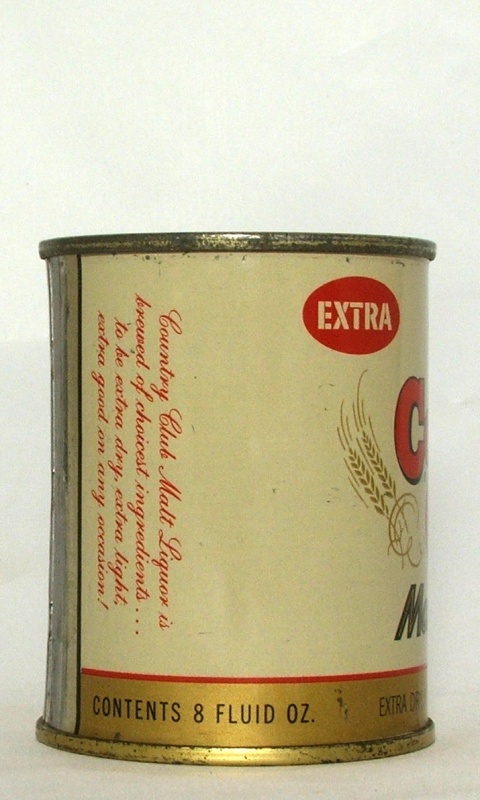 EXTRA
Country Club Malt Liquor is
brewed of choicest ingredients...
to be extra dry, extra light,
extra good on any occasion!
CONTENTS 8 FLUID OZ.
EXTRA